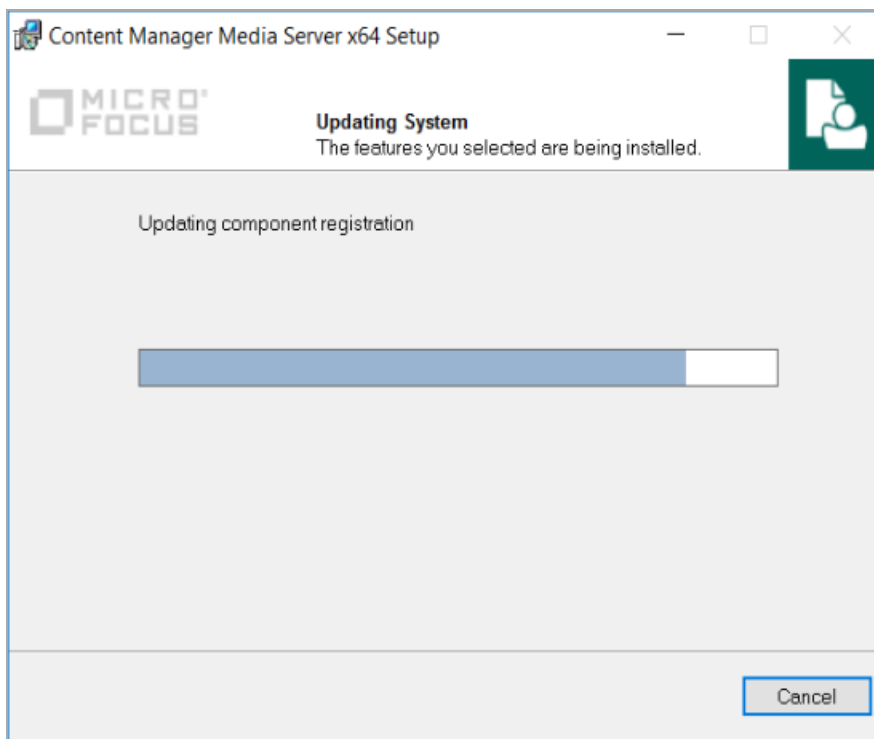 Content Manager Media Server x64 Setup
MICRO
FOCUS
Updating System
The features you selected are being installed.
Updating component registration
Cancel